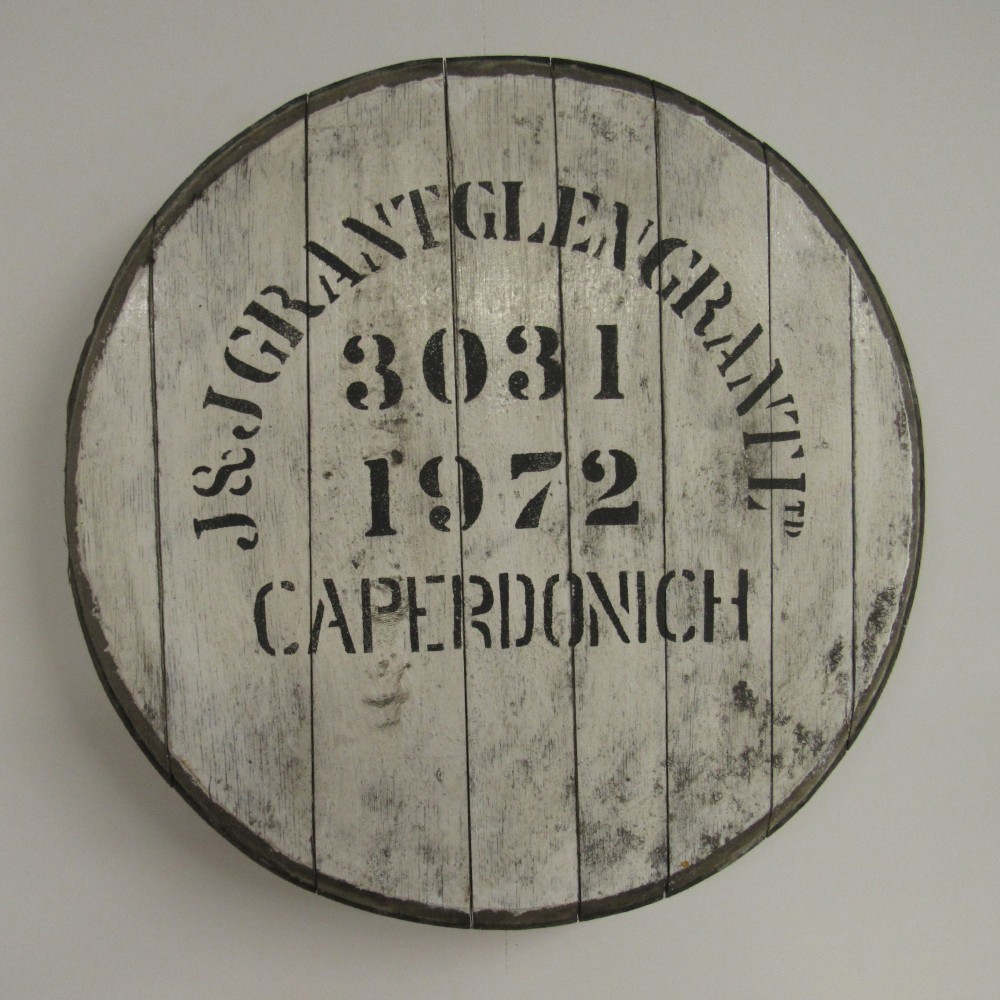 J&J GRANT GLEN GRANT LTD
3031
1972
CAPERDONICH